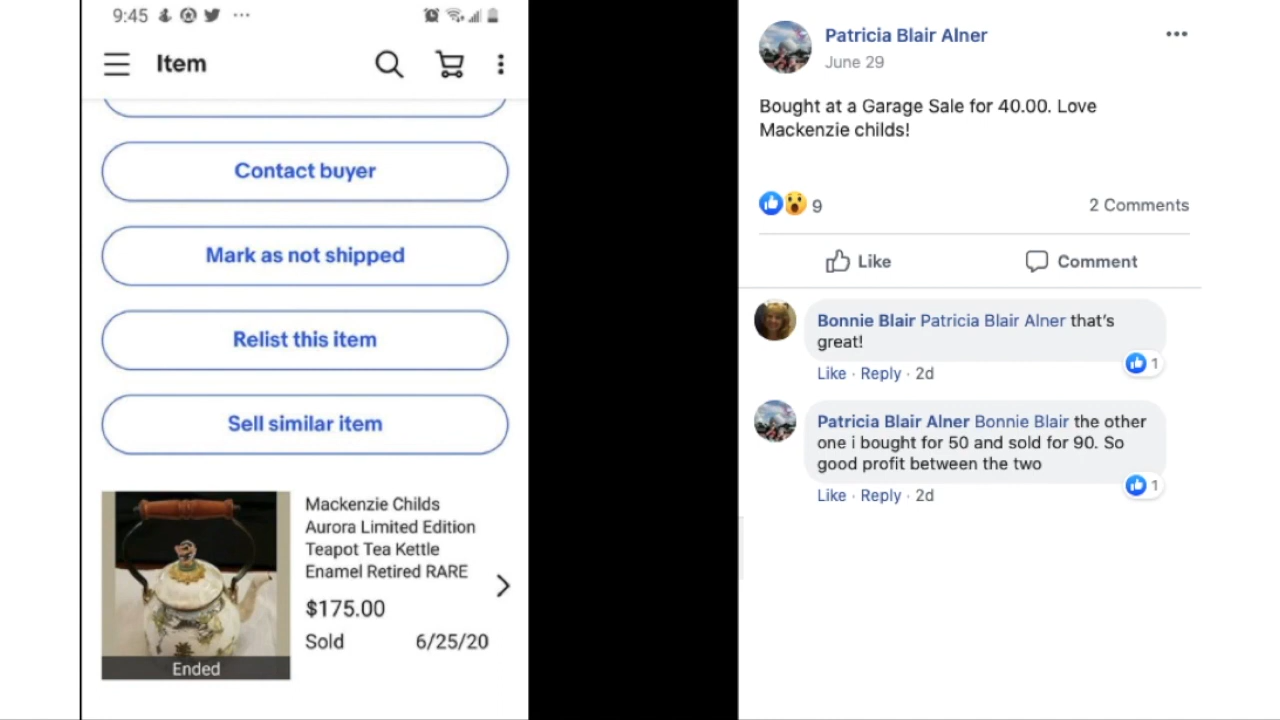 9:45
Item
Contact buyer
Mark as not shipped
Relist this item
Sell similar item
Mackenzie Childs
Aurora Limited Edition
Teapot Tea Kettle
Enamel Retired RARE
$175.00
Sold 6/25/20
Ended
Patricia Blair Alner
June 29
Bought at a Garage Sale for 40.00. Love
Mackenzie childs!
9 2 Comments
Like Comment
Bonnie Blair Patricia Blair Alner that's
great!
1
Like · Reply · 2d
Patricia Blair Alner Bonnie Blair the other
one i bought for 50 and sold for 90. So
good profit between the two
1
Like · Reply · 2d